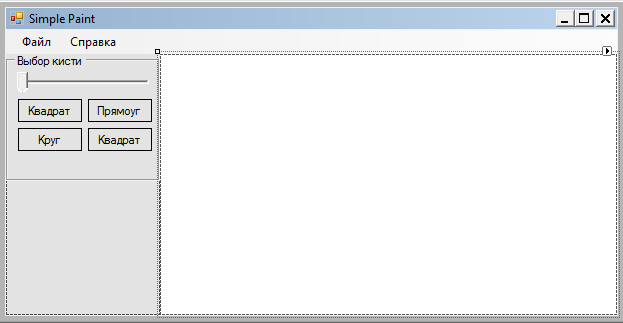 Simple Paint
Файл Справка
Выбор кисти
Квадрат Прямоуг
Круг Квадрат